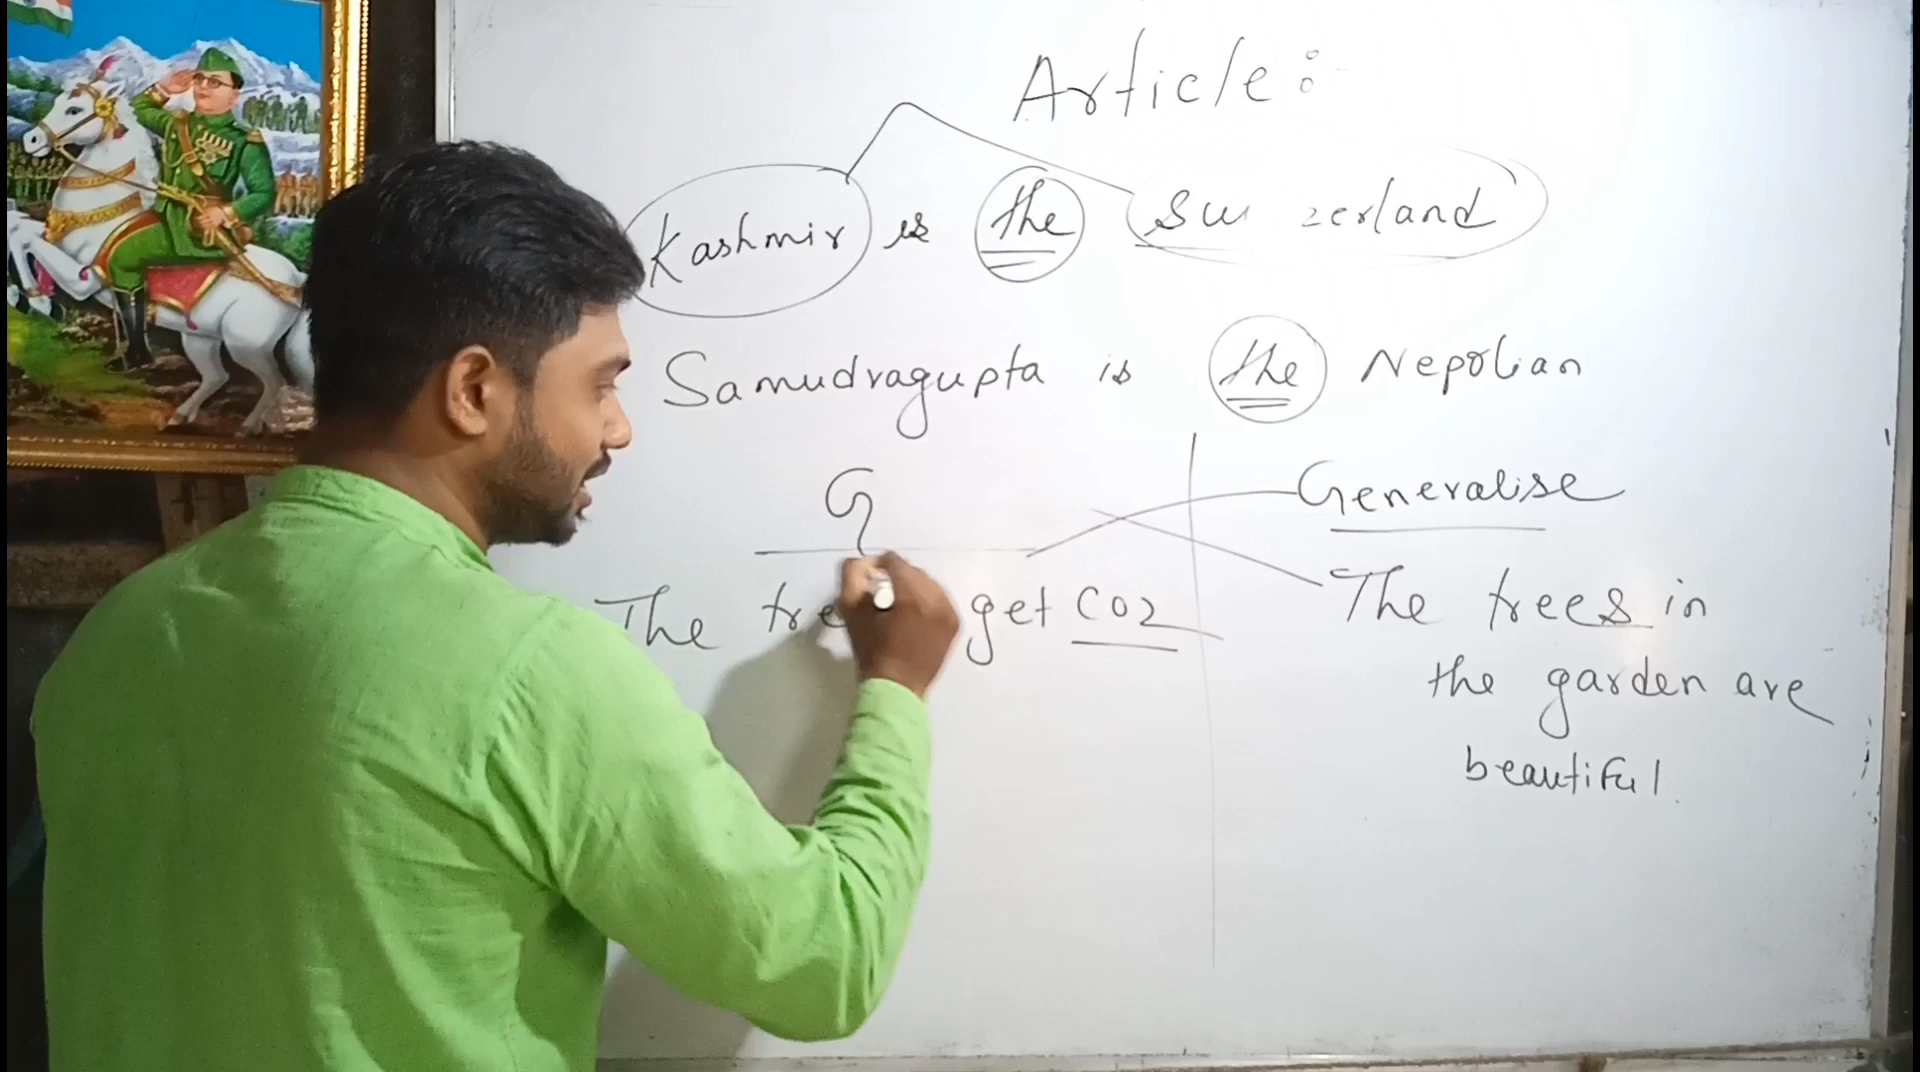 Article:
Kashmir is the Sw zerland
Samudragupta is the Nepolian
G
Generalise
The tre get CO2
The trees in
the garden are
beautiful.